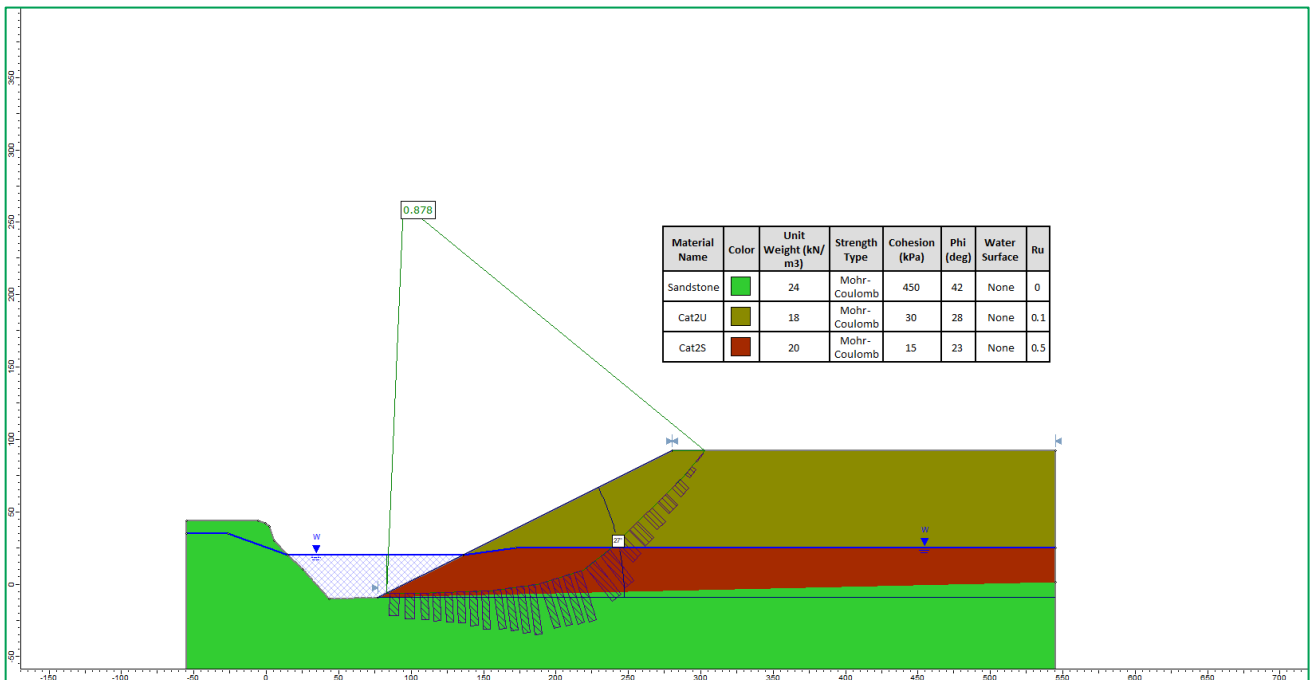 350
300
250
200
150
100
50
0
-50
0.878
Material Name Color Unit Weight (kN/m3) Strength Type Cohesion (kPa) Phi (deg) Water Surface Ru
Sandstone 24 Mohr-Coulomb 450 42 None 0
Cat2U 18 Mohr-Coulomb 30 28 None 0.1
Cat2S 20 Mohr-Coulomb 15 23 None 0.5
W
W
27°
-150 -100 -50 0 50 100 150 200 250 300 350 400 450 500 550 600 650 700